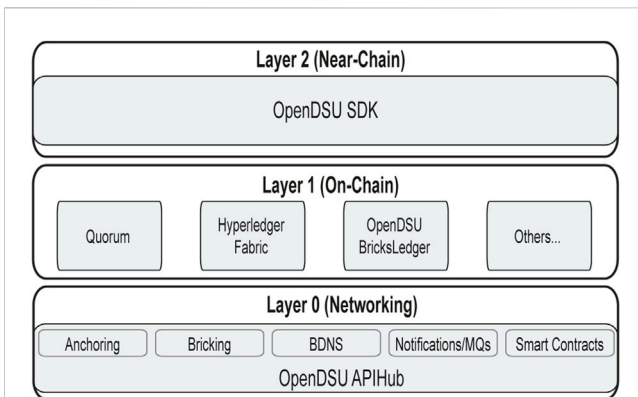 Layer 2 (Near-Chain)
OpenDSU SDK
Layer 1 (On-Chain)
Quorum
Hyperledger
Fabric
OpenDSU
BricksLedger
Others...
Layer 0 (Networking)
Anchoring
Bricking
BDNS
Notifications/MQs
Smart Contracts
OpenDSU APIHub